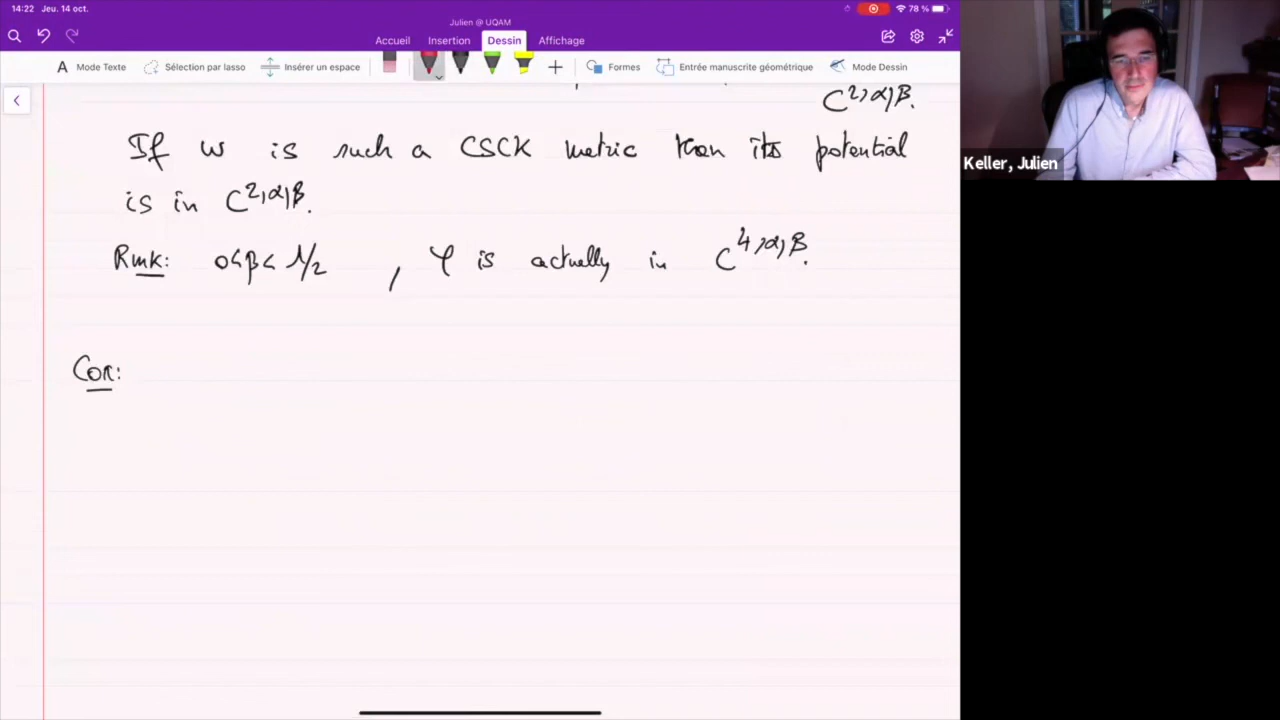 14:22 Jeu. 14 oct.
78 %
Julien @ UQAM
Accueil Insertion Dessin Affichage
Mode Texte Sélection par lasso Insérer un espace Formes Entrée manuscrite géométrique Mode Dessin
C^{2,α,β}.
If ω is such a CSCK metric then its potential
is in C^{2,α,β}.
Rmk: 0<β<1/2, φ is actually in C^{4,α,β}.
Cor:
Keller, Julien